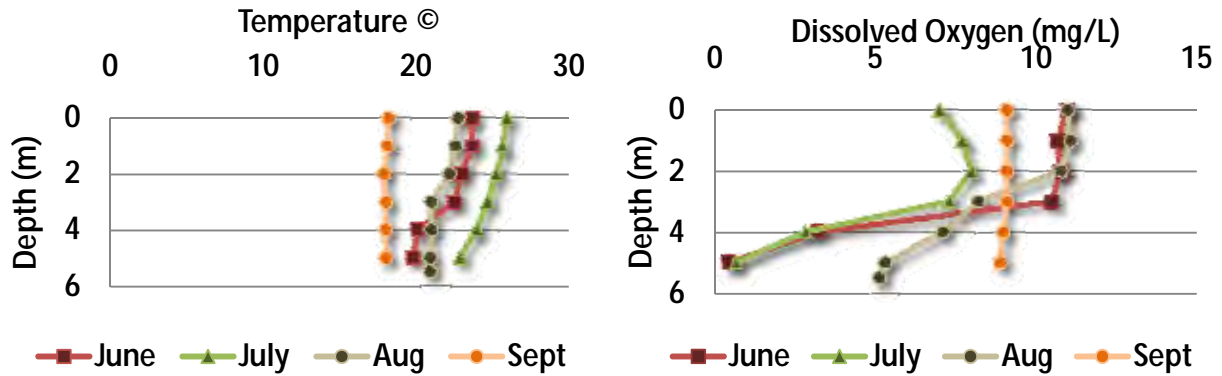 Temperature ©
0 10 20 30
0
2
4
6
Depth (m)
June July Aug Sept
Dissolved Oxygen (mg/L)
0 5 10 15
0
2
4
6
Depth (m)
June July Aug Sept